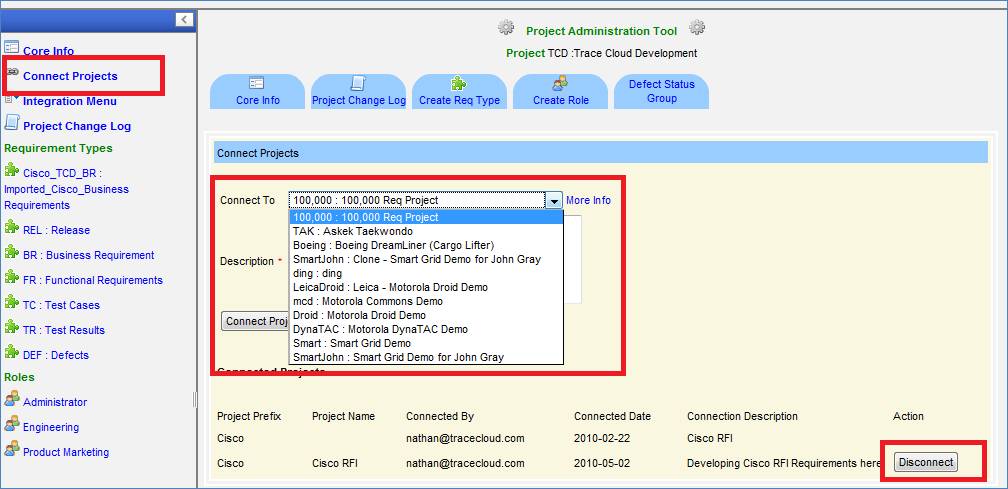 Project Administration Tool
Project TCD :Trace Cloud Development
Core Info
Connect Projects
Integration Menu
Project Change Log
Requirement Types
Cisco_TCD_BR :
Imported_Cisco_Business
Requirements
REL : Release
BR : Business Requirement
FR : Functional Requirements
TC : Test Cases
TR : Test Results
DEF : Defects
Roles
Administrator
Engineering
Product Marketing
Core Info
Project Change Log
Create Req Type
Create Role
Defect Status
Group
Connect Projects
Connect To 100,000 : 100,000 Req Project More Info
100,000 : 100,000 Req Project
TAK : Askek Taekwondo
Boeing : Boeing DreamLiner (Cargo Lifter)
SmartJohn : Clone - Smart Grid Demo for John Gray
ding : ding
LeicaDroid : Leica - Motorola Droid Demo
mcd : Motorola Commons Demo
Droid : Motorola Droid Demo
DynaTAC : Motorola DynaTAC Demo
Smart : Smart Grid Demo
SmartJohn : Smart Grid Demo for John Gray
Description *
Connect Proj
Connected Projects
Project Prefix Project Name Connected By Connected Date Connection Description Action
Cisco nathan@tracecloud.com 2010-02-22 Cisco RFI
Cisco Cisco RFI nathan@tracecloud.com 2010-05-02 Developing Cisco RFI Requirements here Disconnect